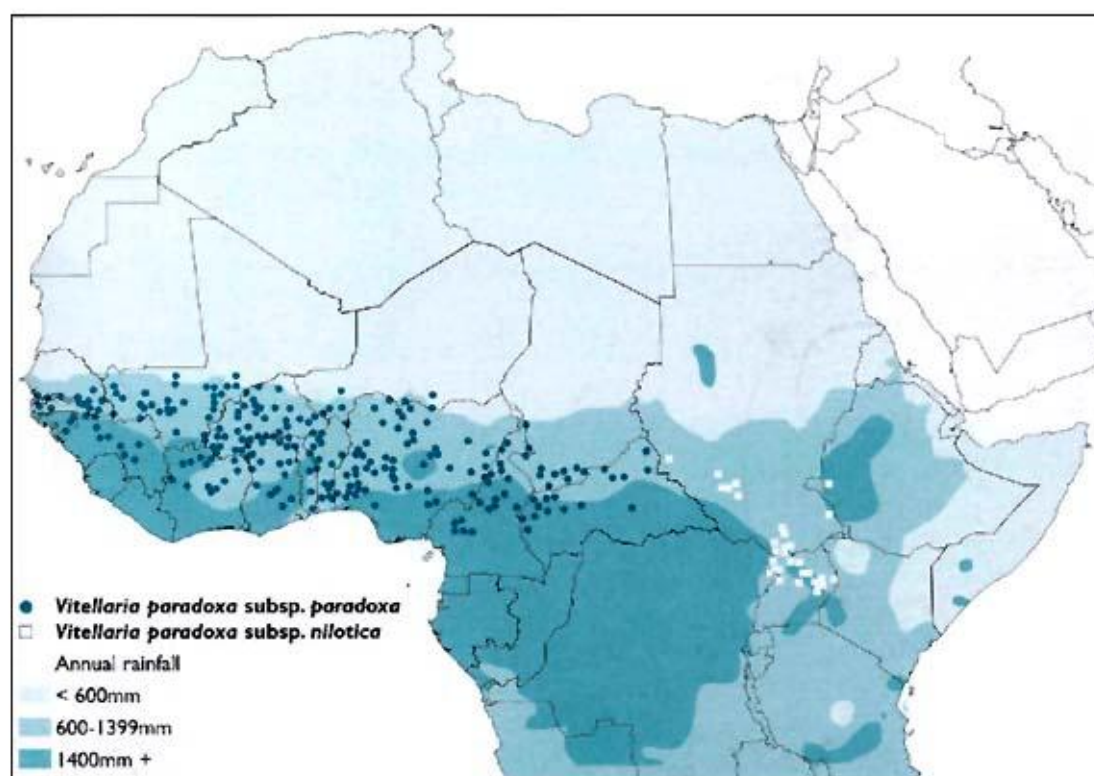 Vitellaria paradoxa subsp. paradoxa
Vitellaria paradoxa subsp. nilotica
Annual rainfall
< 600mm
600-1399mm
1400mm +